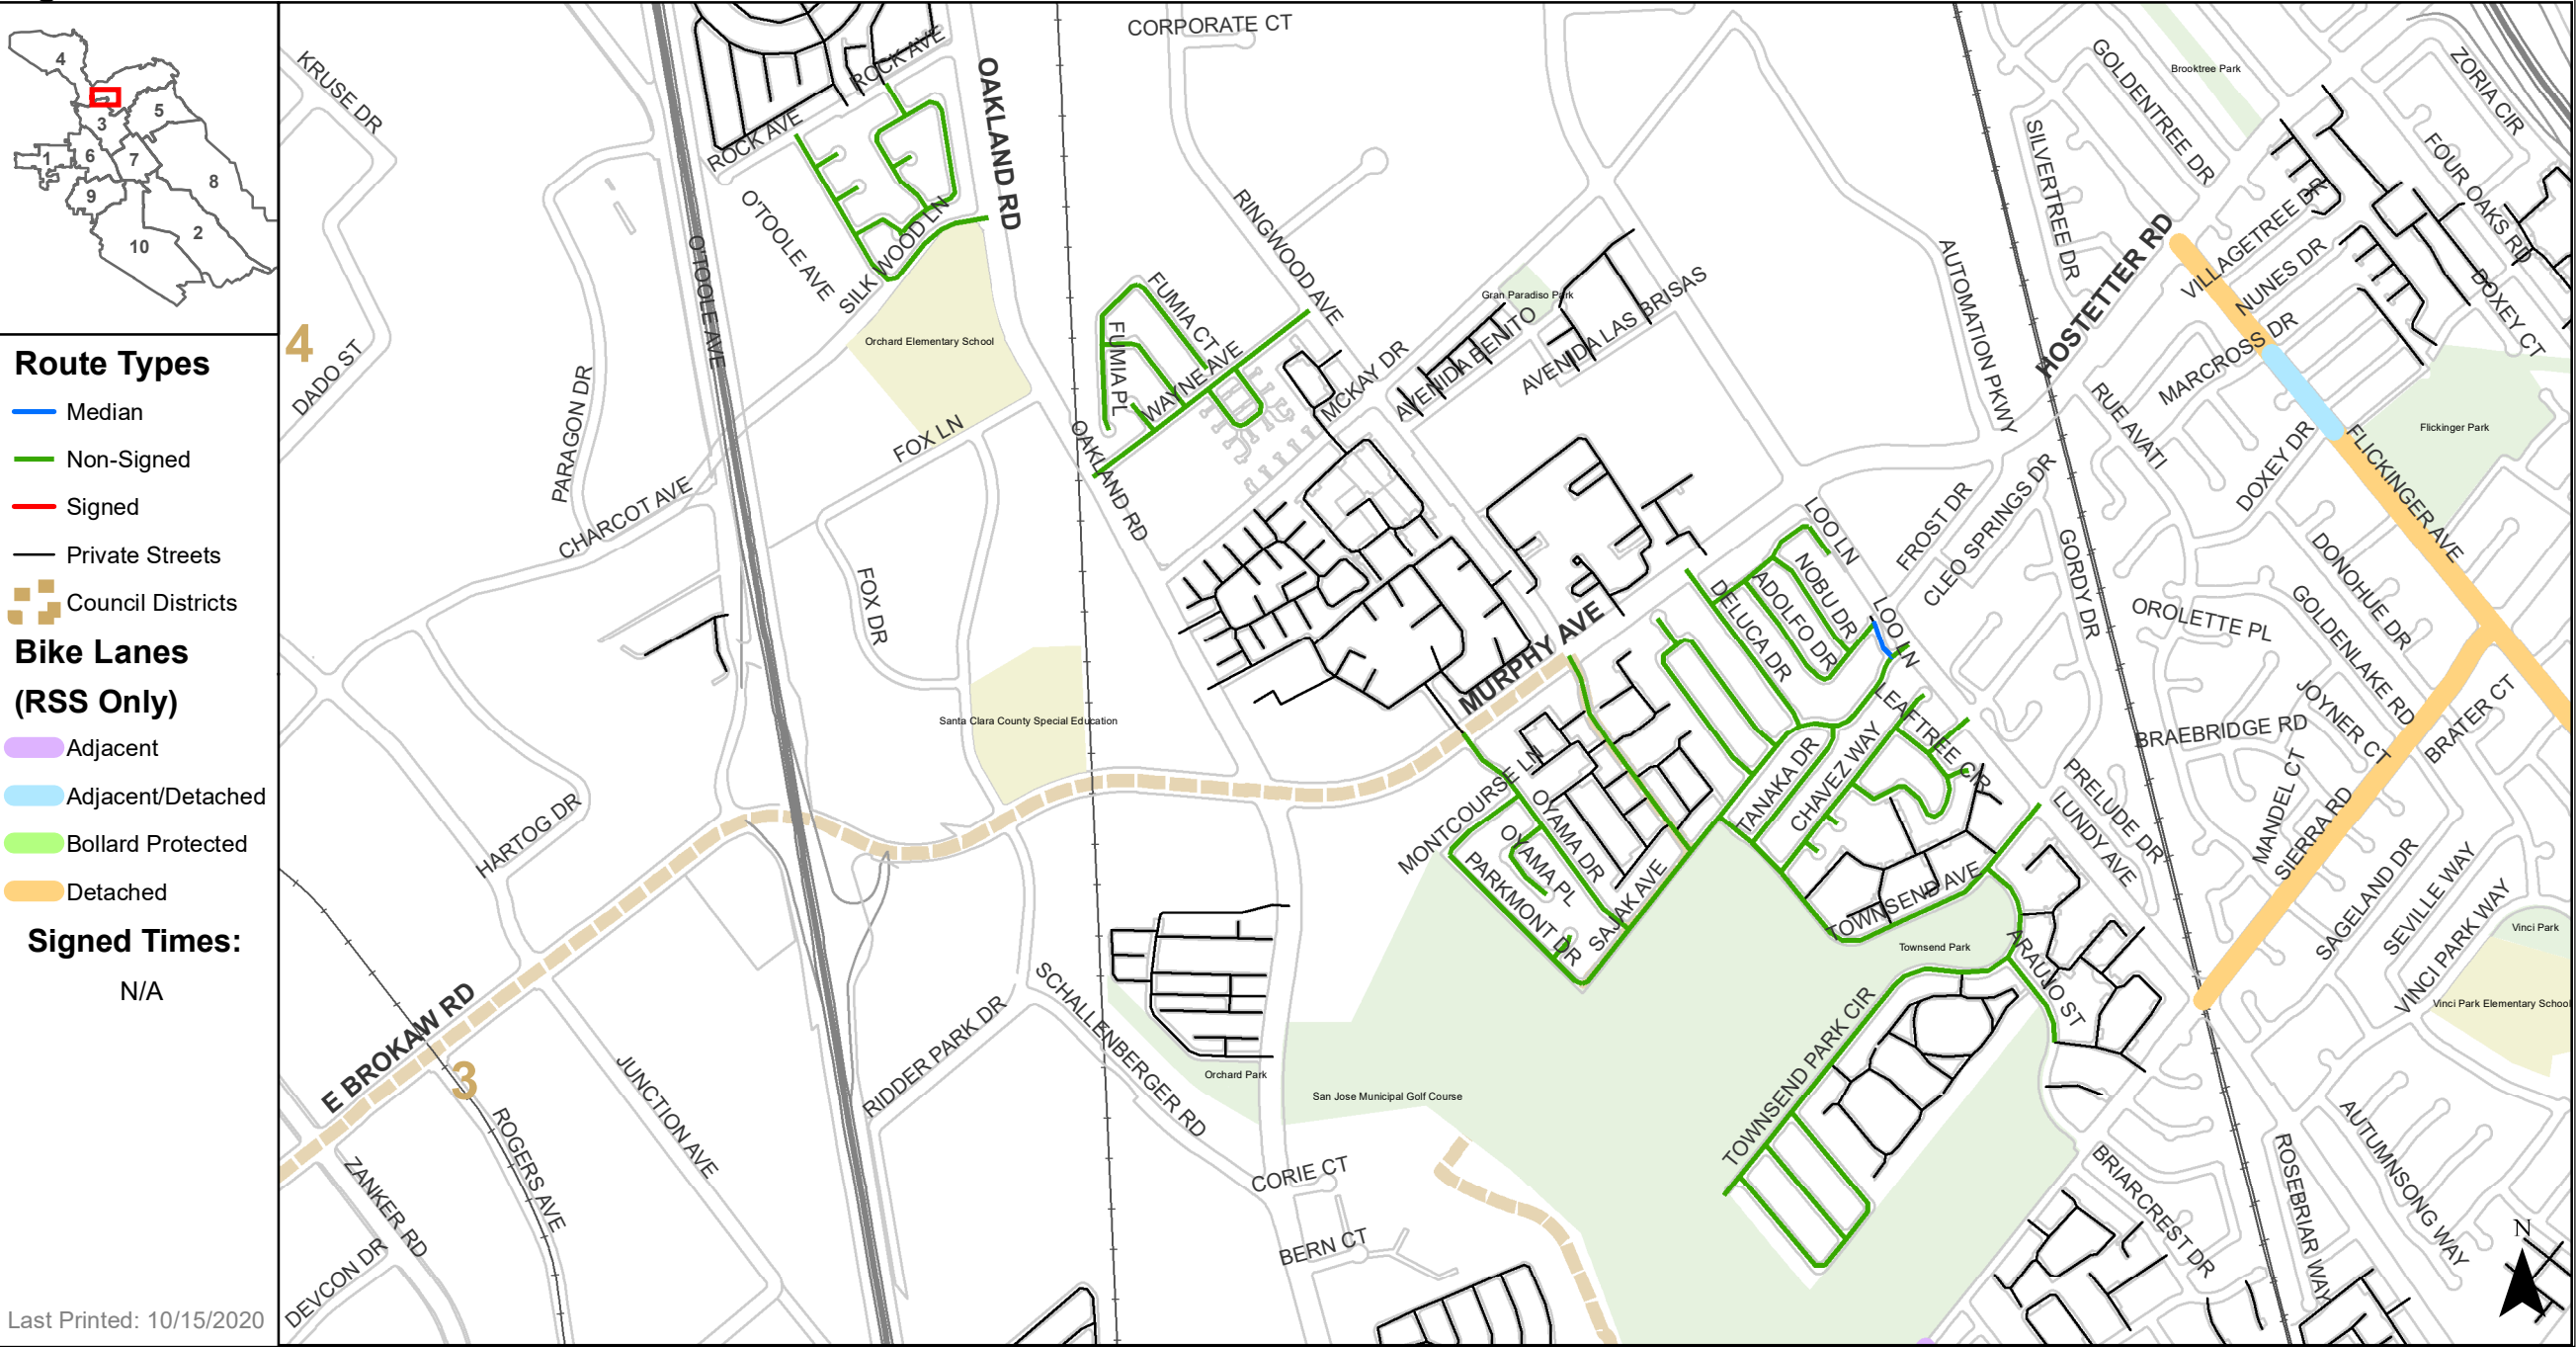 4
5
3
1
6
7
8
9
2
10
Route Types
Median
Non-Signed
Signed
Private Streets
Council Districts
Bike Lanes
(RSS Only)
Adjacent
Adjacent/Detached
Bollard Protected
Detached
Signed Times:
N/A
Last Printed: 10/15/2020
KRUSE DR
4
DADO ST
PARAGON DR
CHARCOT AVE
HARTOG DR
E BROKAW RD
3
ZANKER RD
DEVCON DR
ROGERS AVE
JUNCTION AVE
ROCK AVE
ROCK AVE
O'TOOLE AVE
O'TOOLE AVE
SILK WOOD LN
OAKLAND RD
Orchard Elementary School
FOX LN
FOX DR
Santa Clara County Special Education
RIDDER PARK DR
SCHALLENBERGER RD
CORPORATE CT
RINGWOOD AVE
FUMIA CT
FUMIA PL
WAYNE AVE
OAKLAND RD
MCKAY DR
Gran Paradiso Park
AVENIDA BENITO
AVENIDA LAS BRISAS
MURPHY AVE
MONTCOURSE LN
OYAMA DR
OYAMA PL
PARKMONT DR
SAJAK AVE
Orchard Park
San Jose Municipal Golf Course
CORIE CT
BERN CT
AUTOMATION PKWY
LOO LN
NOBU DR
ADOLFO DR
DELUCA DR
LOO LN
FROST DR
CLEO SPRINGS DR
TANAKA DR
CHAVEZ WAY
LEAFTREE CIR
TOWNSEND AVE
Townsend Park
ARAUJO ST
TOWNSEND PARK CIR
LUNDY AVE
PRELUDE DR
GORDY DR
HOSTETTER RD
SILVERTREE DR
GOLDENTREE DR
Brooktree Park
ZORIA CIR
FOUR OAKS RD
VILLAGETREE DR
NUNES DR
MARCROSS DR
DOXEY CT
RUE AVATI
DOXEY DR
Flickinger Park
FLICKINGER AVE
DONOHUE DR
GOLDENLAKE RD
OROLETTE PL
JOYNER CT
BRATER CT
BRAEBRIDGE RD
MANDEL CT
SIERRA RD
SAGELAND DR
SEVILLE WAY
VINCI PARK WAY
Vinci Park
Vinci Park Elementary School
AUTUMNSONG WAY
ROSEBRIAR WAY
BRIARCREST DR
N